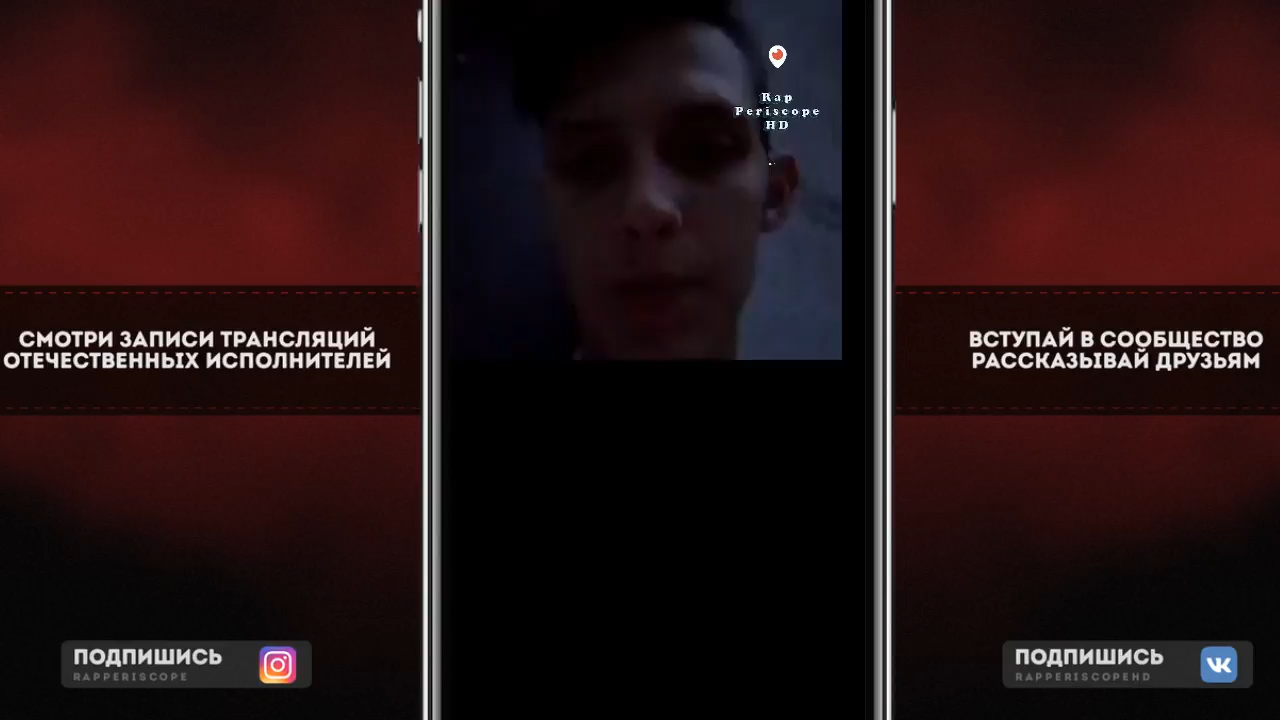 Rap
Periscope
HD
СМОТРИ ЗАПИСИ ТРАНСЛЯЦИЙ
ОТЕЧЕСТВЕННЫХ ИСПОЛНИТЕЛЕЙ
ВСТУПАЙ В СООБЩЕСТВО
РАССКАЗЫВАЙ ДРУЗЬЯМ
ПОДПИШИСЬ
RAPPERISCOPE
ПОДПИШИСЬ
RAPPERISCOPEHD